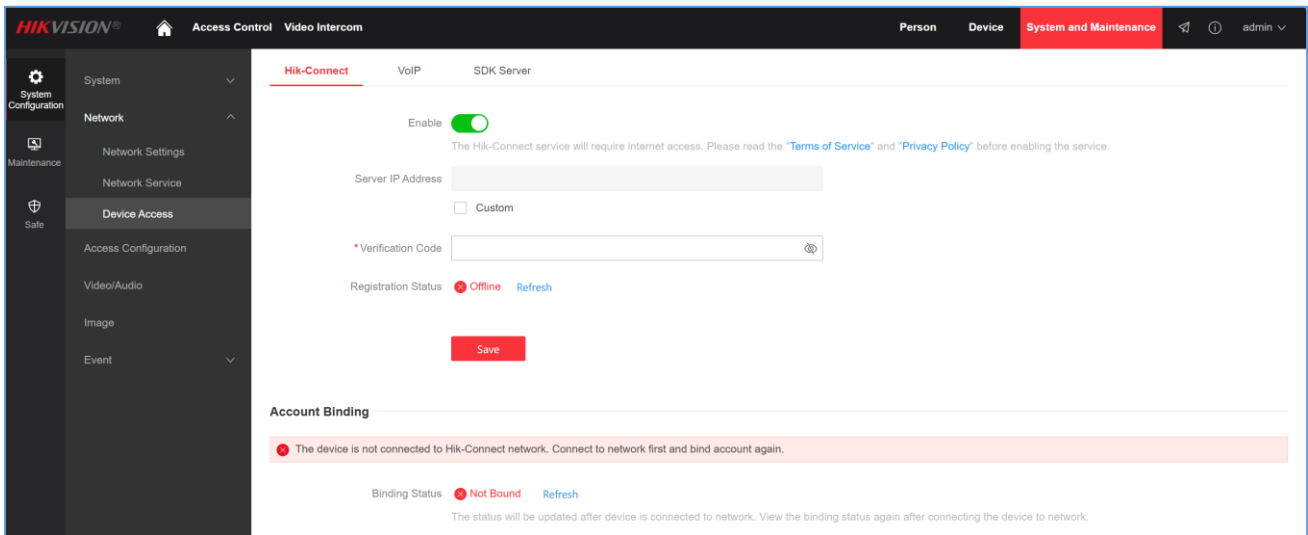 HIKVISION®
Access Control
Video Intercom
Person
Device
System and Maintenance
admin
System
Configuration
Maintenance
Safe
System
Network
Network Settings
Network Service
Device Access
Access Configuration
Video/Audio
Image
Event
Hik-Connect
VoIP
SDK Server
Enable
The Hik-Connect service will require internet access. Please read the "Terms of Service" and "Privacy Policy" before enabling the service.
Server IP Address
Custom
*Verification Code
Registration Status
Offline
Refresh
Save
Account Binding
The device is not connected to Hik-Connect network. Connect to network first and bind account again.
Binding Status
Not Bound
Refresh
The status will be updated after device is connected to network. View the binding status again after connecting the device to network.